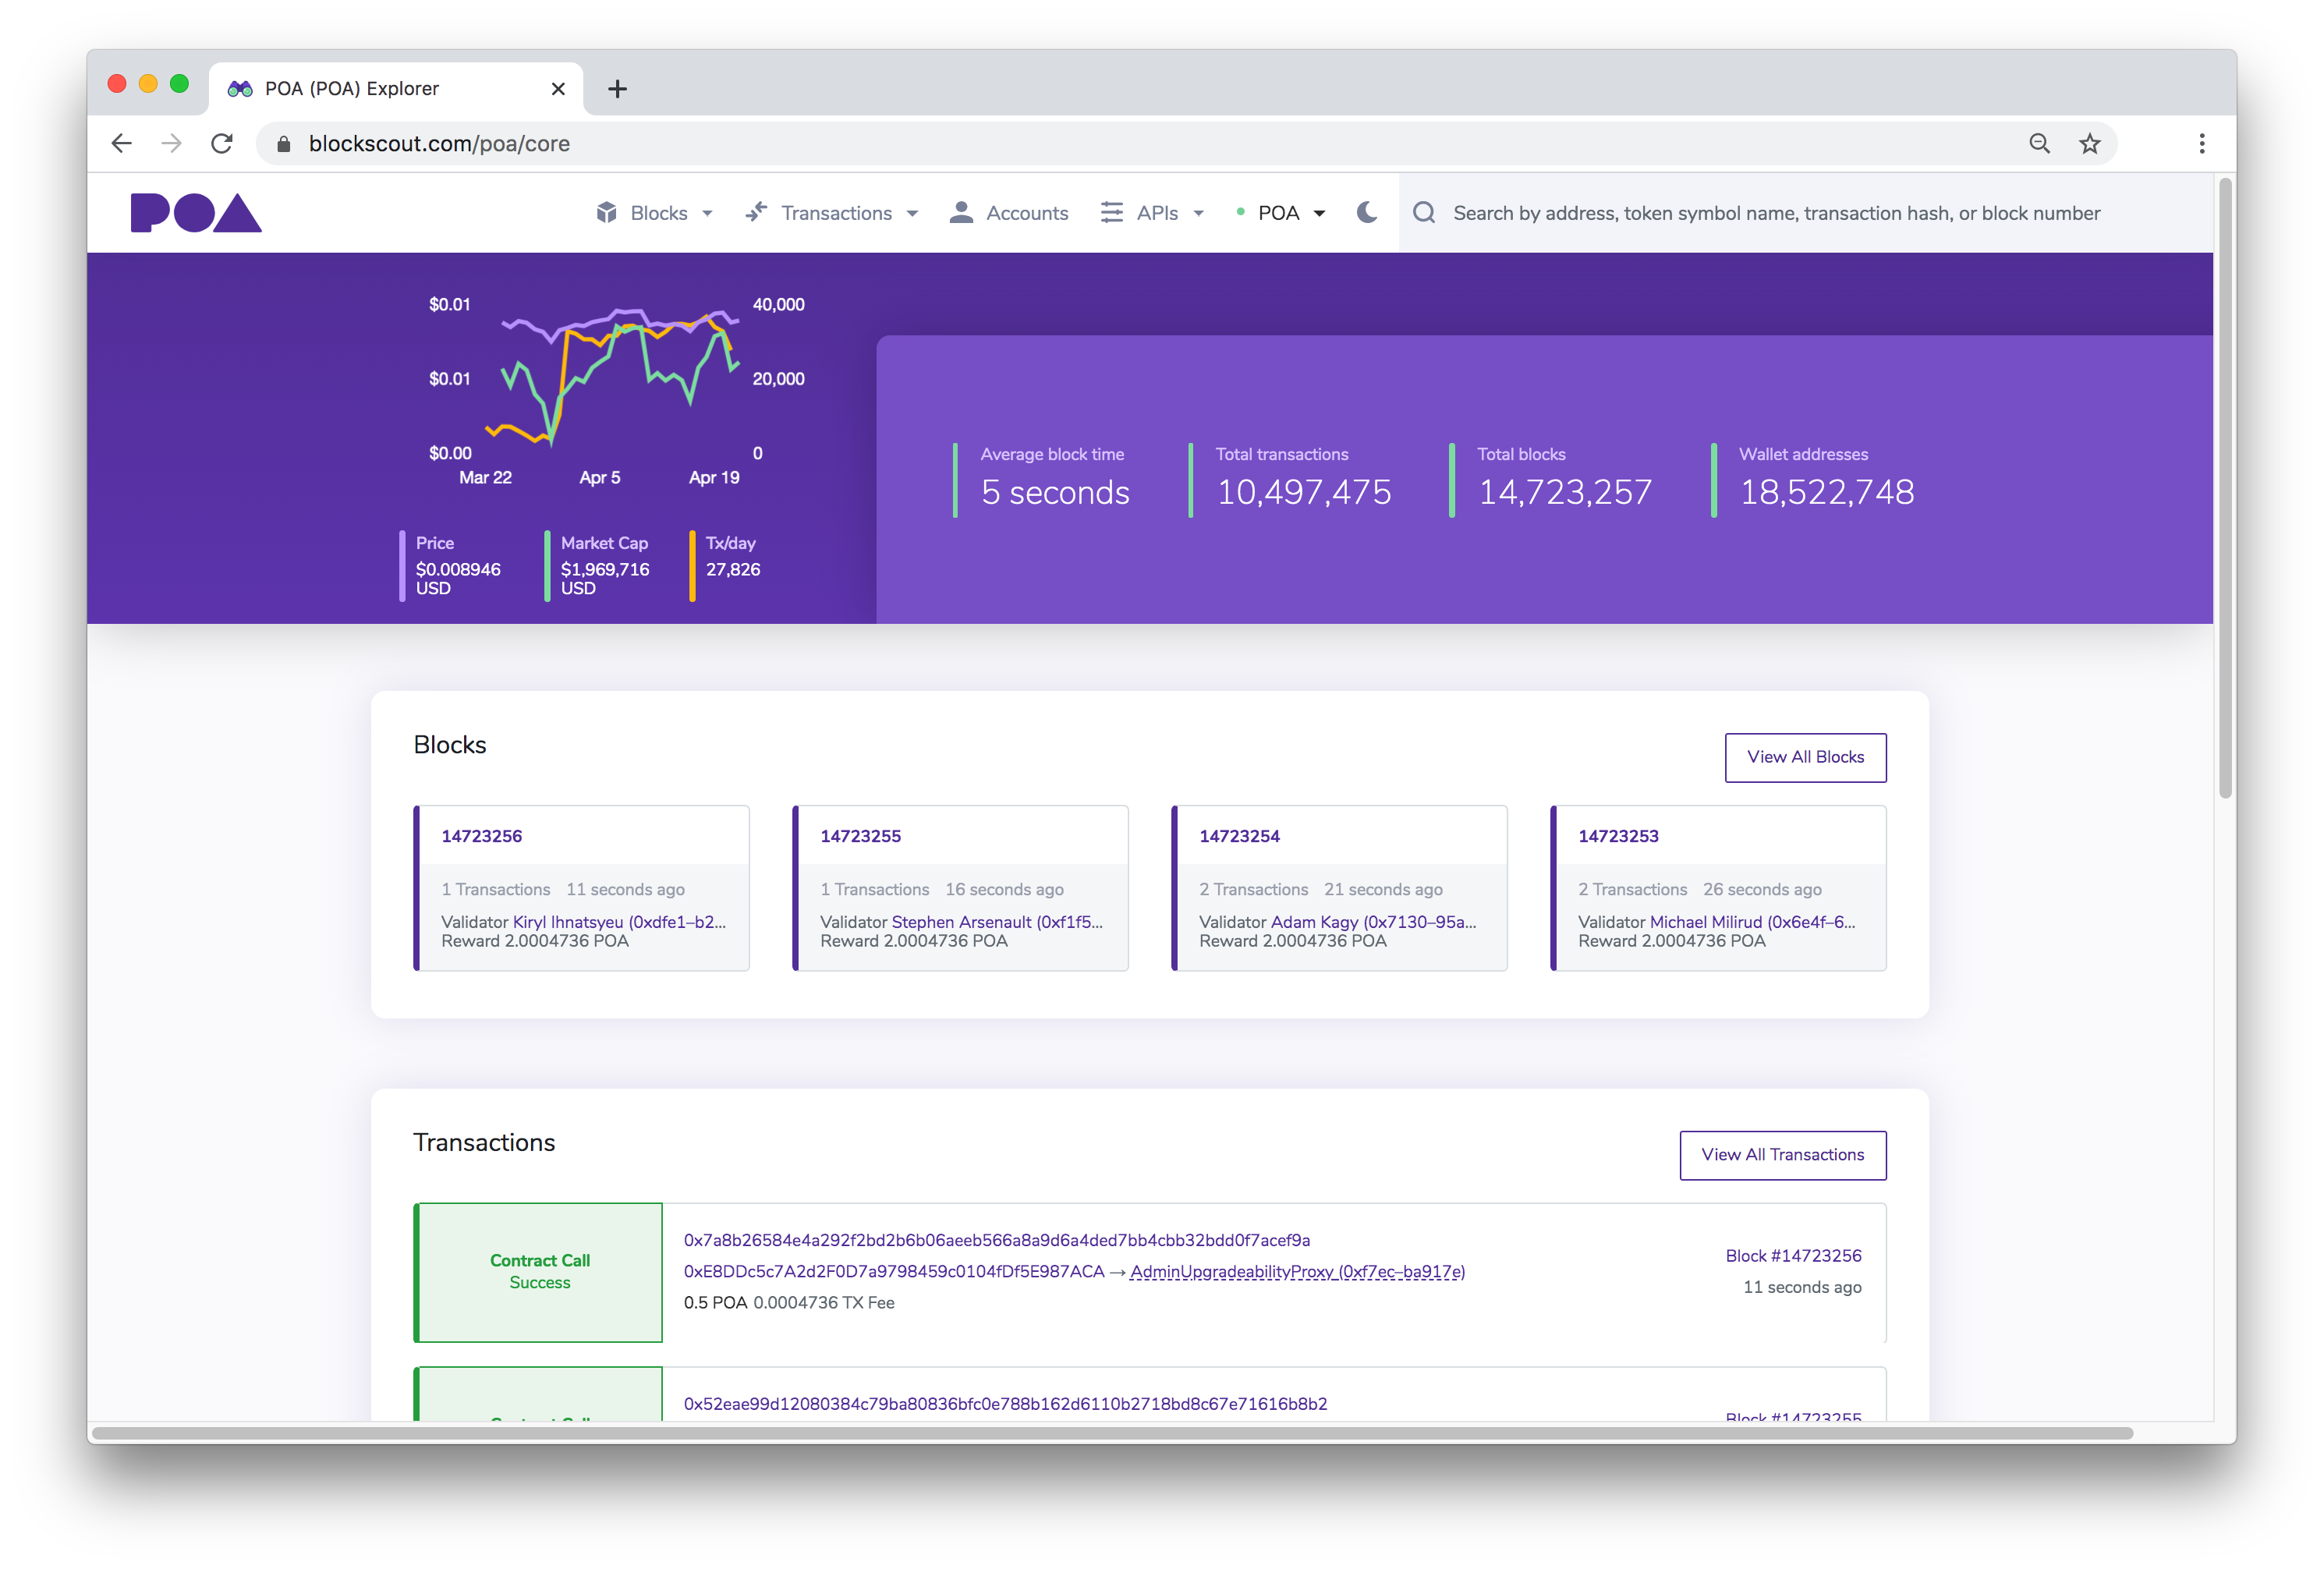 POA (POA) Explorer
blockscout.com/poa/core
POA
Blocks
Transactions
Accounts
APIs
POA
Search by address, token symbol name, transaction hash, or block number
$0.01
40,000
$0.01
20,000
$0.00
0
Mar 22
Apr 5
Apr 19
Price
$0.008946
USD
Market Cap
$1,969,716
USD
Tx/day
27,826
Average block time
5 seconds
Total transactions
10,497,475
Total blocks
14,723,257
Wallet addresses
18,522,748
Blocks
View All Blocks
14723256
1 Transactions 11 seconds ago
Validator Kiryl Ihnatsyeu (0xdfe1–b2...
Reward 2.0004736 POA
14723255
1 Transactions 16 seconds ago
Validator Stephen Arsenault (0xf1f5...
Reward 2.0004736 POA
14723254
2 Transactions 21 seconds ago
Validator Adam Kagy (0x7130–95a...
Reward 2.0004736 POA
14723253
2 Transactions 26 seconds ago
Validator Michael Milirud (0x6e4f–6...
Reward 2.0004736 POA
Transactions
View All Transactions
Contract Call
Success
0x7a8b26584e4a292f2bd2b6b06aeeb566a8a9d6a4ded7bb4cbb32bdd0f7acef9a
0xE8DDc5c7A2d2F0D7a9798459c0104fDf5E987ACA → AdminUpgradeabilityProxy (0xf7ec–ba917e)
0.5 POA 0.0004736 TX Fee
Block #14723256
11 seconds ago
Contract Call
0x52eae99d12080384c79ba80836bfc0e788b162d6110b2718bd8c67e71616b8b2
Block #14723255